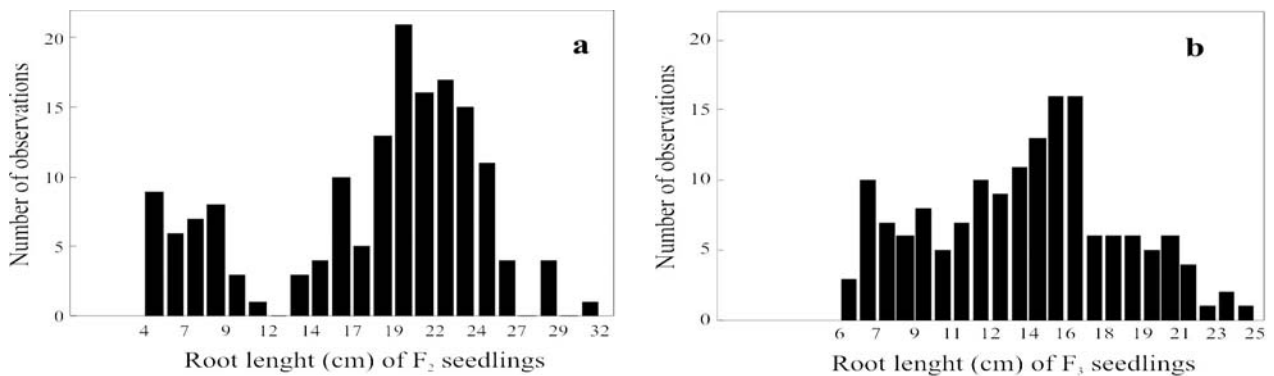 a
Number of observations
20
15
10
5
0
4 7 9 12 14 17 19 22 24 27 29 32
Root lenght (cm) of F₂ seedlings
b
Number of observations
20
15
10
5
0
6 7 9 11 12 14 16 18 19 21 23 25
Root lenght (cm) of F₃ seedlings